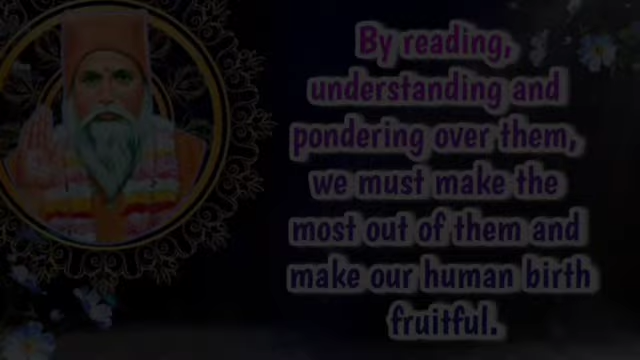 By reading,
understanding and
pondering over them,
we must make the
most out of them and
make our human birth
fruitful.